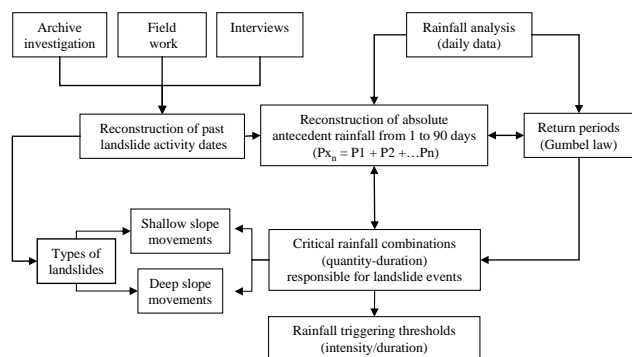 Archive
investigation
Field
work
Interviews
Rainfall analysis
(daily data)
Reconstruction of past
landslide activity dates
Reconstruction of absolute
antecedent rainfall from 1 to 90 days
(Pxn = P1 + P2 +…Pn)
Return periods
(Gumbel law)
Shallow slope
movements
Types of
landslides
Deep slope
movements
Critical rainfall combinations
(quantity-duration)
responsible for landslide events
Rainfall triggering thresholds
(intensity/duration)